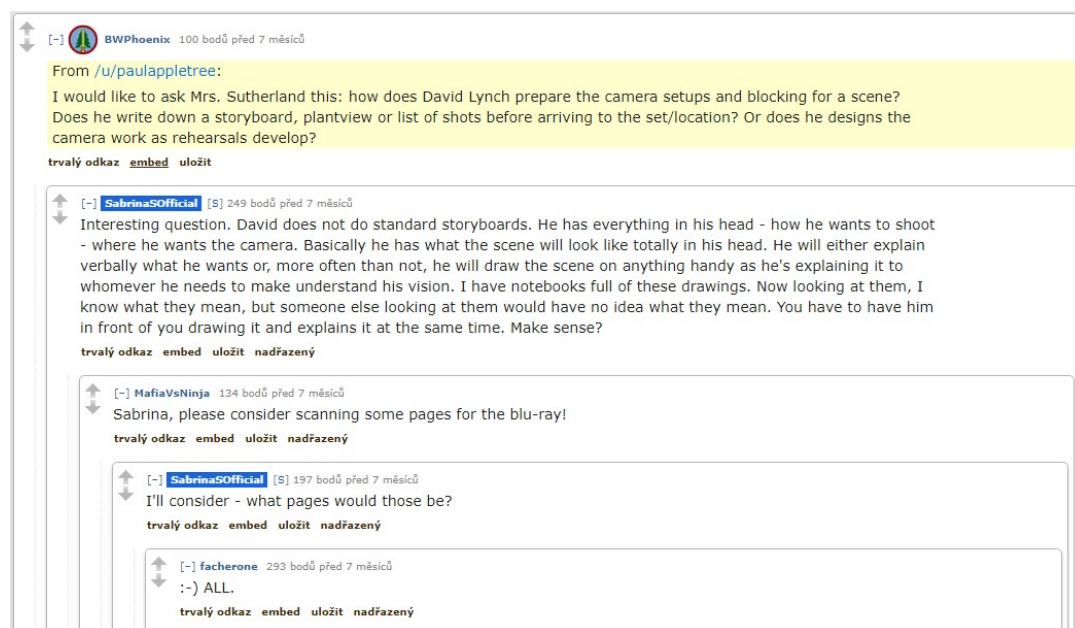 [-] BWPhoenix 100 bodů před 7 měsíců
From /u/paulappletree:
I would like to ask Mrs. Sutherland this: how does David Lynch prepare the camera setups and blocking for a scene?
Does he write down a storyboard, plantview or list of shots before arriving to the set/location? Or does he designs the
camera work as rehearsals develop?
trvalý odkaz embed uložit
[-] SabrinaSOfficial [S] 249 bodů před 7 měsíců
Interesting question. David does not do standard storyboards. He has everything in his head - how he wants to shoot
- where he wants the camera. Basically he has what the scene will look like totally in his head. He will either explain
verbally what he wants or, more often than not, he will draw the scene on anything handy as he's explaining it to
whomever he needs to make understand his vision. I have notebooks full of these drawings. Now looking at them, I
know what they mean, but someone else looking at them would have no idea what they mean. You have to have him
in front of you drawing it and explains it at the same time. Make sense?
trvalý odkaz embed uložit nadřazený
[-] MafiaVsNinja 134 bodů před 7 měsíců
Sabrina, please consider scanning some pages for the blu-ray!
trvalý odkaz embed uložit nadřazený
[-] SabrinaSOfficial [S] 197 bodů před 7 měsíců
I'll consider - what pages would those be?
trvalý odkaz embed uložit nadřazený
[-] facherone 293 bodů před 7 měsíců
:-) ALL.
trvalý odkaz embed uložit nadřazený